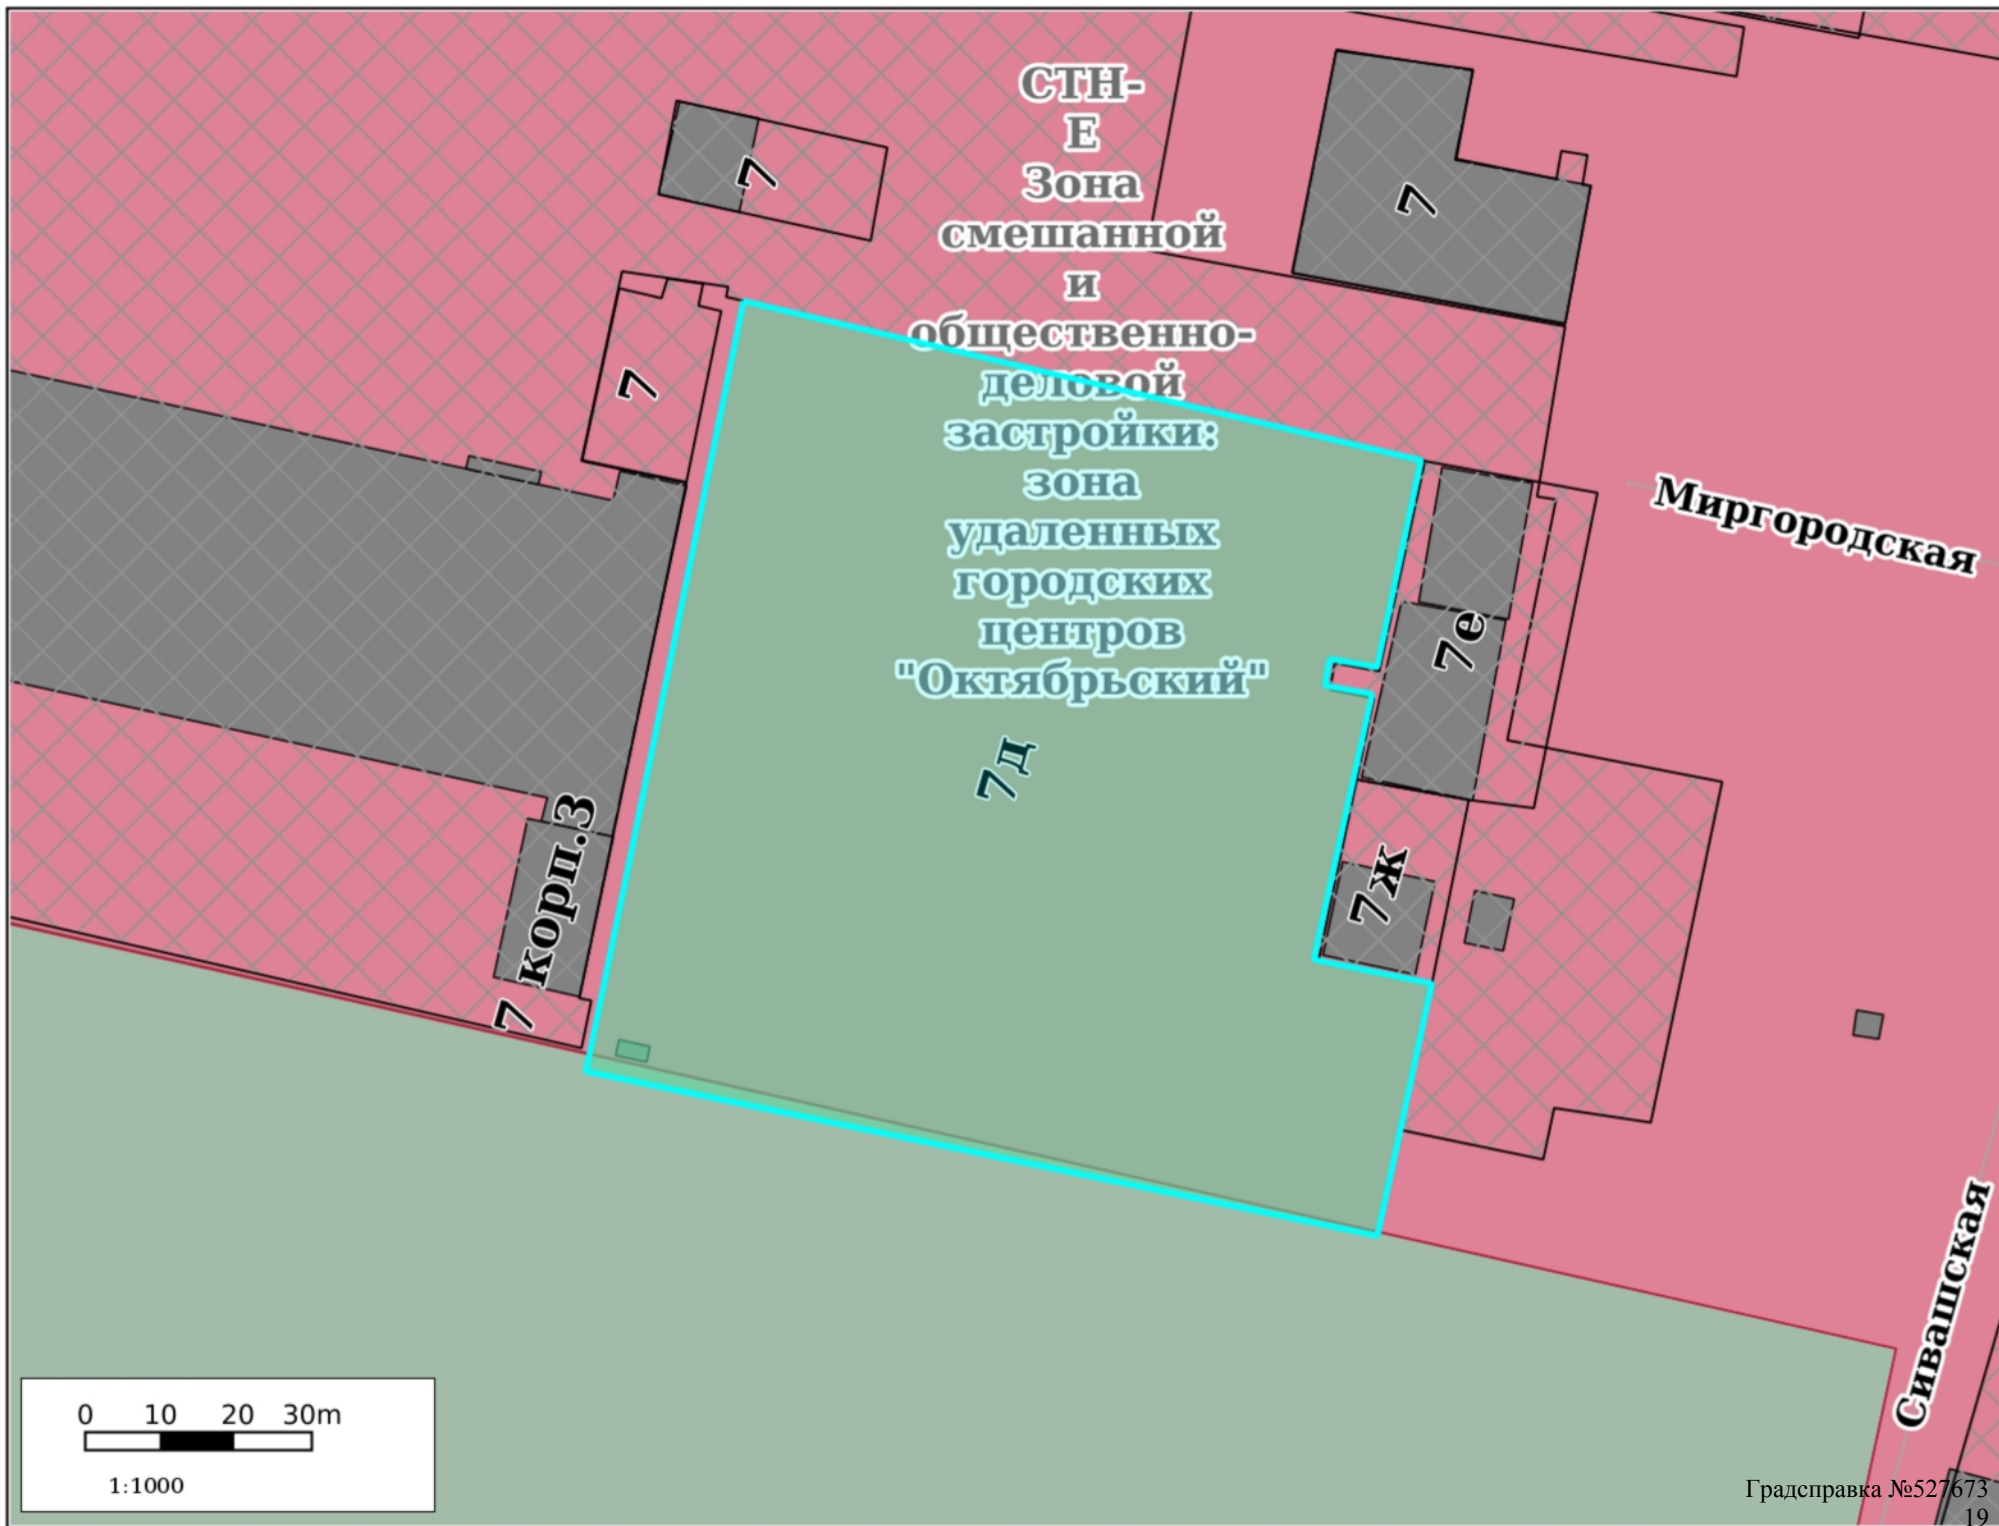 СТН-
Е
Зона
смешанной
и
общественно-
деловой
застройки:
зона
удаленных
городских
центров
"Октябрьский"
7
7
7
Миргородская
7е
7д
7ж
7 корп.3
Сивашская
0 10 20 30m
1:1000
Градсправка №527673
19